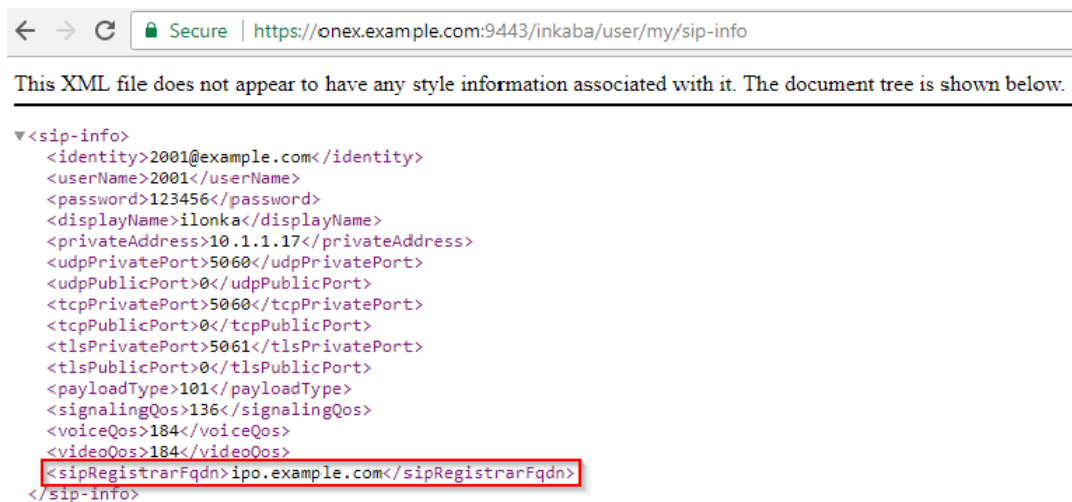 Secure | https://onex.example.com:9443/inkaba/user/my/sip-info
This XML file does not appear to have any style information associated with it. The document tree is shown below.
▼<sip-info>
<identity>2001@example.com</identity>
<userName>2001</userName>
<password>123456</password>
<displayName>ilonka</displayName>
<privateAddress>10.1.1.17</privateAddress>
<udpPrivatePort>5060</udpPrivatePort>
<udpPublicPort>0</udpPublicPort>
<tcpPrivatePort>5060</tcpPrivatePort>
<tcpPublicPort>0</tcpPublicPort>
<tlsPrivatePort>5061</tlsPrivatePort>
<tlsPublicPort>0</tlsPublicPort>
<payloadType>101</payloadType>
<signalingQos>136</signalingQos>
<voiceQos>184</voiceQos>
<videoQos>184</videoQos>
<sipRegistrarFqdn>ipo.example.com</sipRegistrarFqdn>
</sip-info>